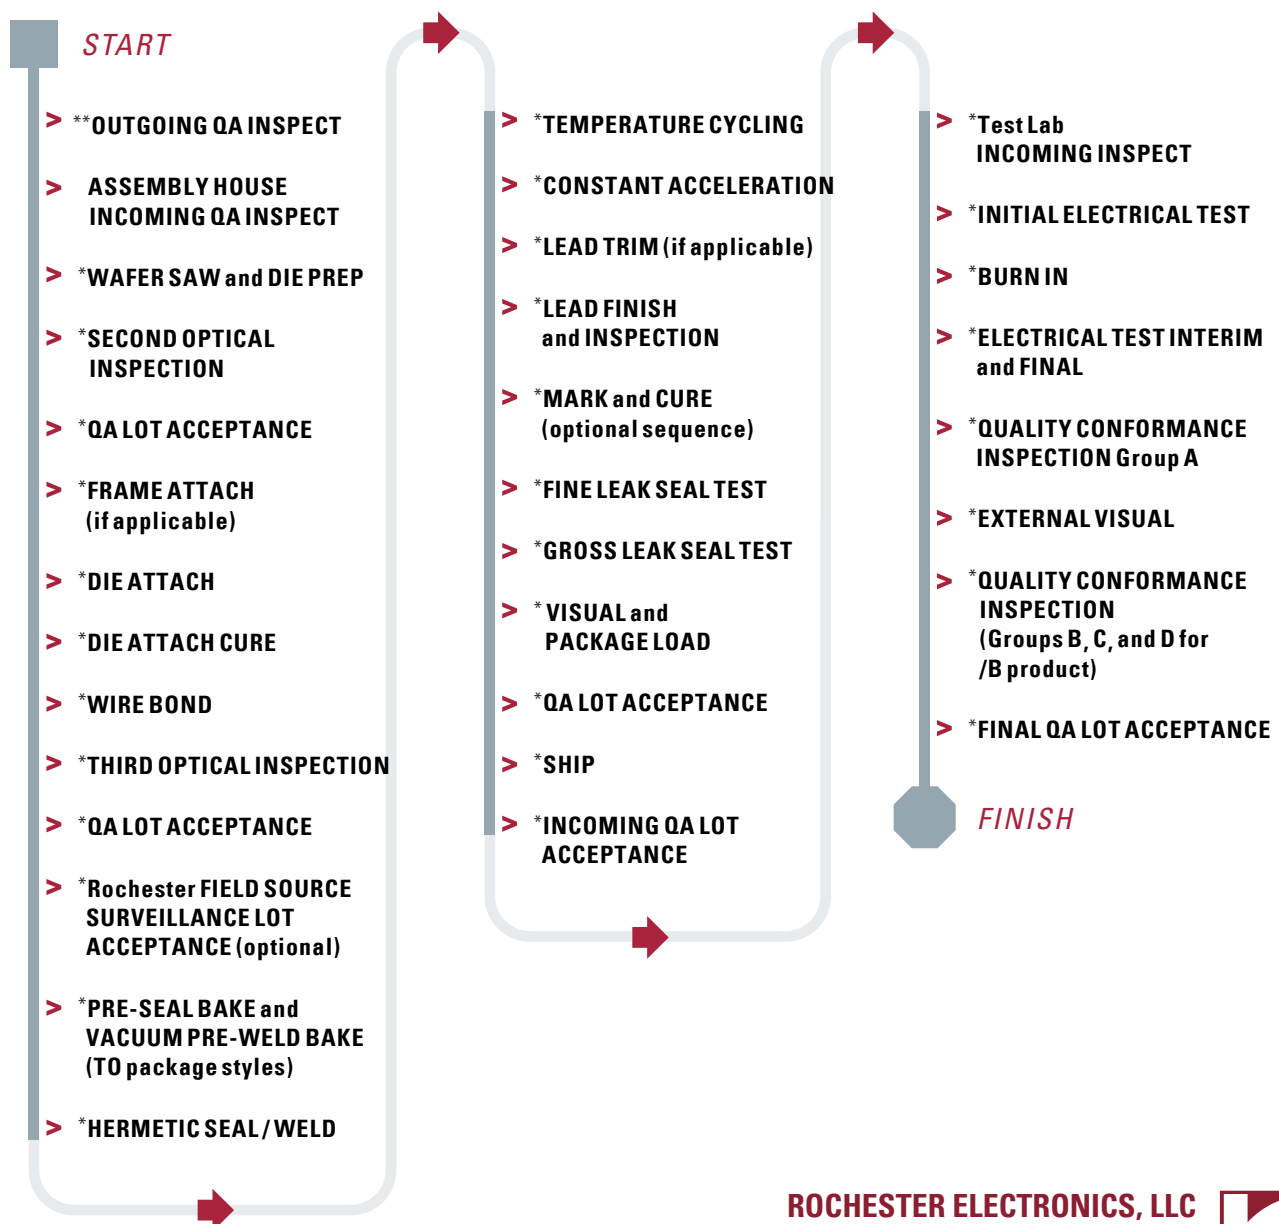 START
> **OUTGOING QA INSPECT
> ASSEMBLY HOUSE
INCOMING QA INSPECT
> *WAFER SAW and DIE PREP
> *SECOND OPTICAL
INSPECTION
> *QA LOT ACCEPTANCE
> *FRAME ATTACH
(if applicable)
> *DIE ATTACH
> *DIE ATTACH CURE
> *WIRE BOND
> *THIRD OPTICAL INSPECTION
> *QA LOT ACCEPTANCE
> *Rochester FIELD SOURCE
SURVEILLANCE LOT
ACCEPTANCE (optional)
> *PRE-SEAL BAKE and
VACUUM PRE-WELD BAKE
(TO package styles)
> *HERMETIC SEAL / WELD
> *TEMPERATURE CYCLING
> *CONSTANT ACCELERATION
> *LEAD TRIM (if applicable)
> *LEAD FINISH
and INSPECTION
> *MARK and CURE
(optional sequence)
> *FINE LEAK SEAL TEST
> *GROSS LEAK SEAL TEST
> * VISUAL and
PACKAGE LOAD
> *QA LOT ACCEPTANCE
> *SHIP
> *INCOMING QA LOT
ACCEPTANCE
> *Test Lab
INCOMING INSPECT
> *INITIAL ELECTRICAL TEST
> *BURN IN
> *ELECTRICAL TEST INTERIM
and FINAL
> *QUALITY CONFORMANCE
INSPECTION Group A
> *EXTERNAL VISUAL
> *QUALITY CONFORMANCE
INSPECTION
(Groups B, C, and D for
/B product)
> *FINAL QA LOT ACCEPTANCE
FINISH
ROCHESTER ELECTRONICS, LLC